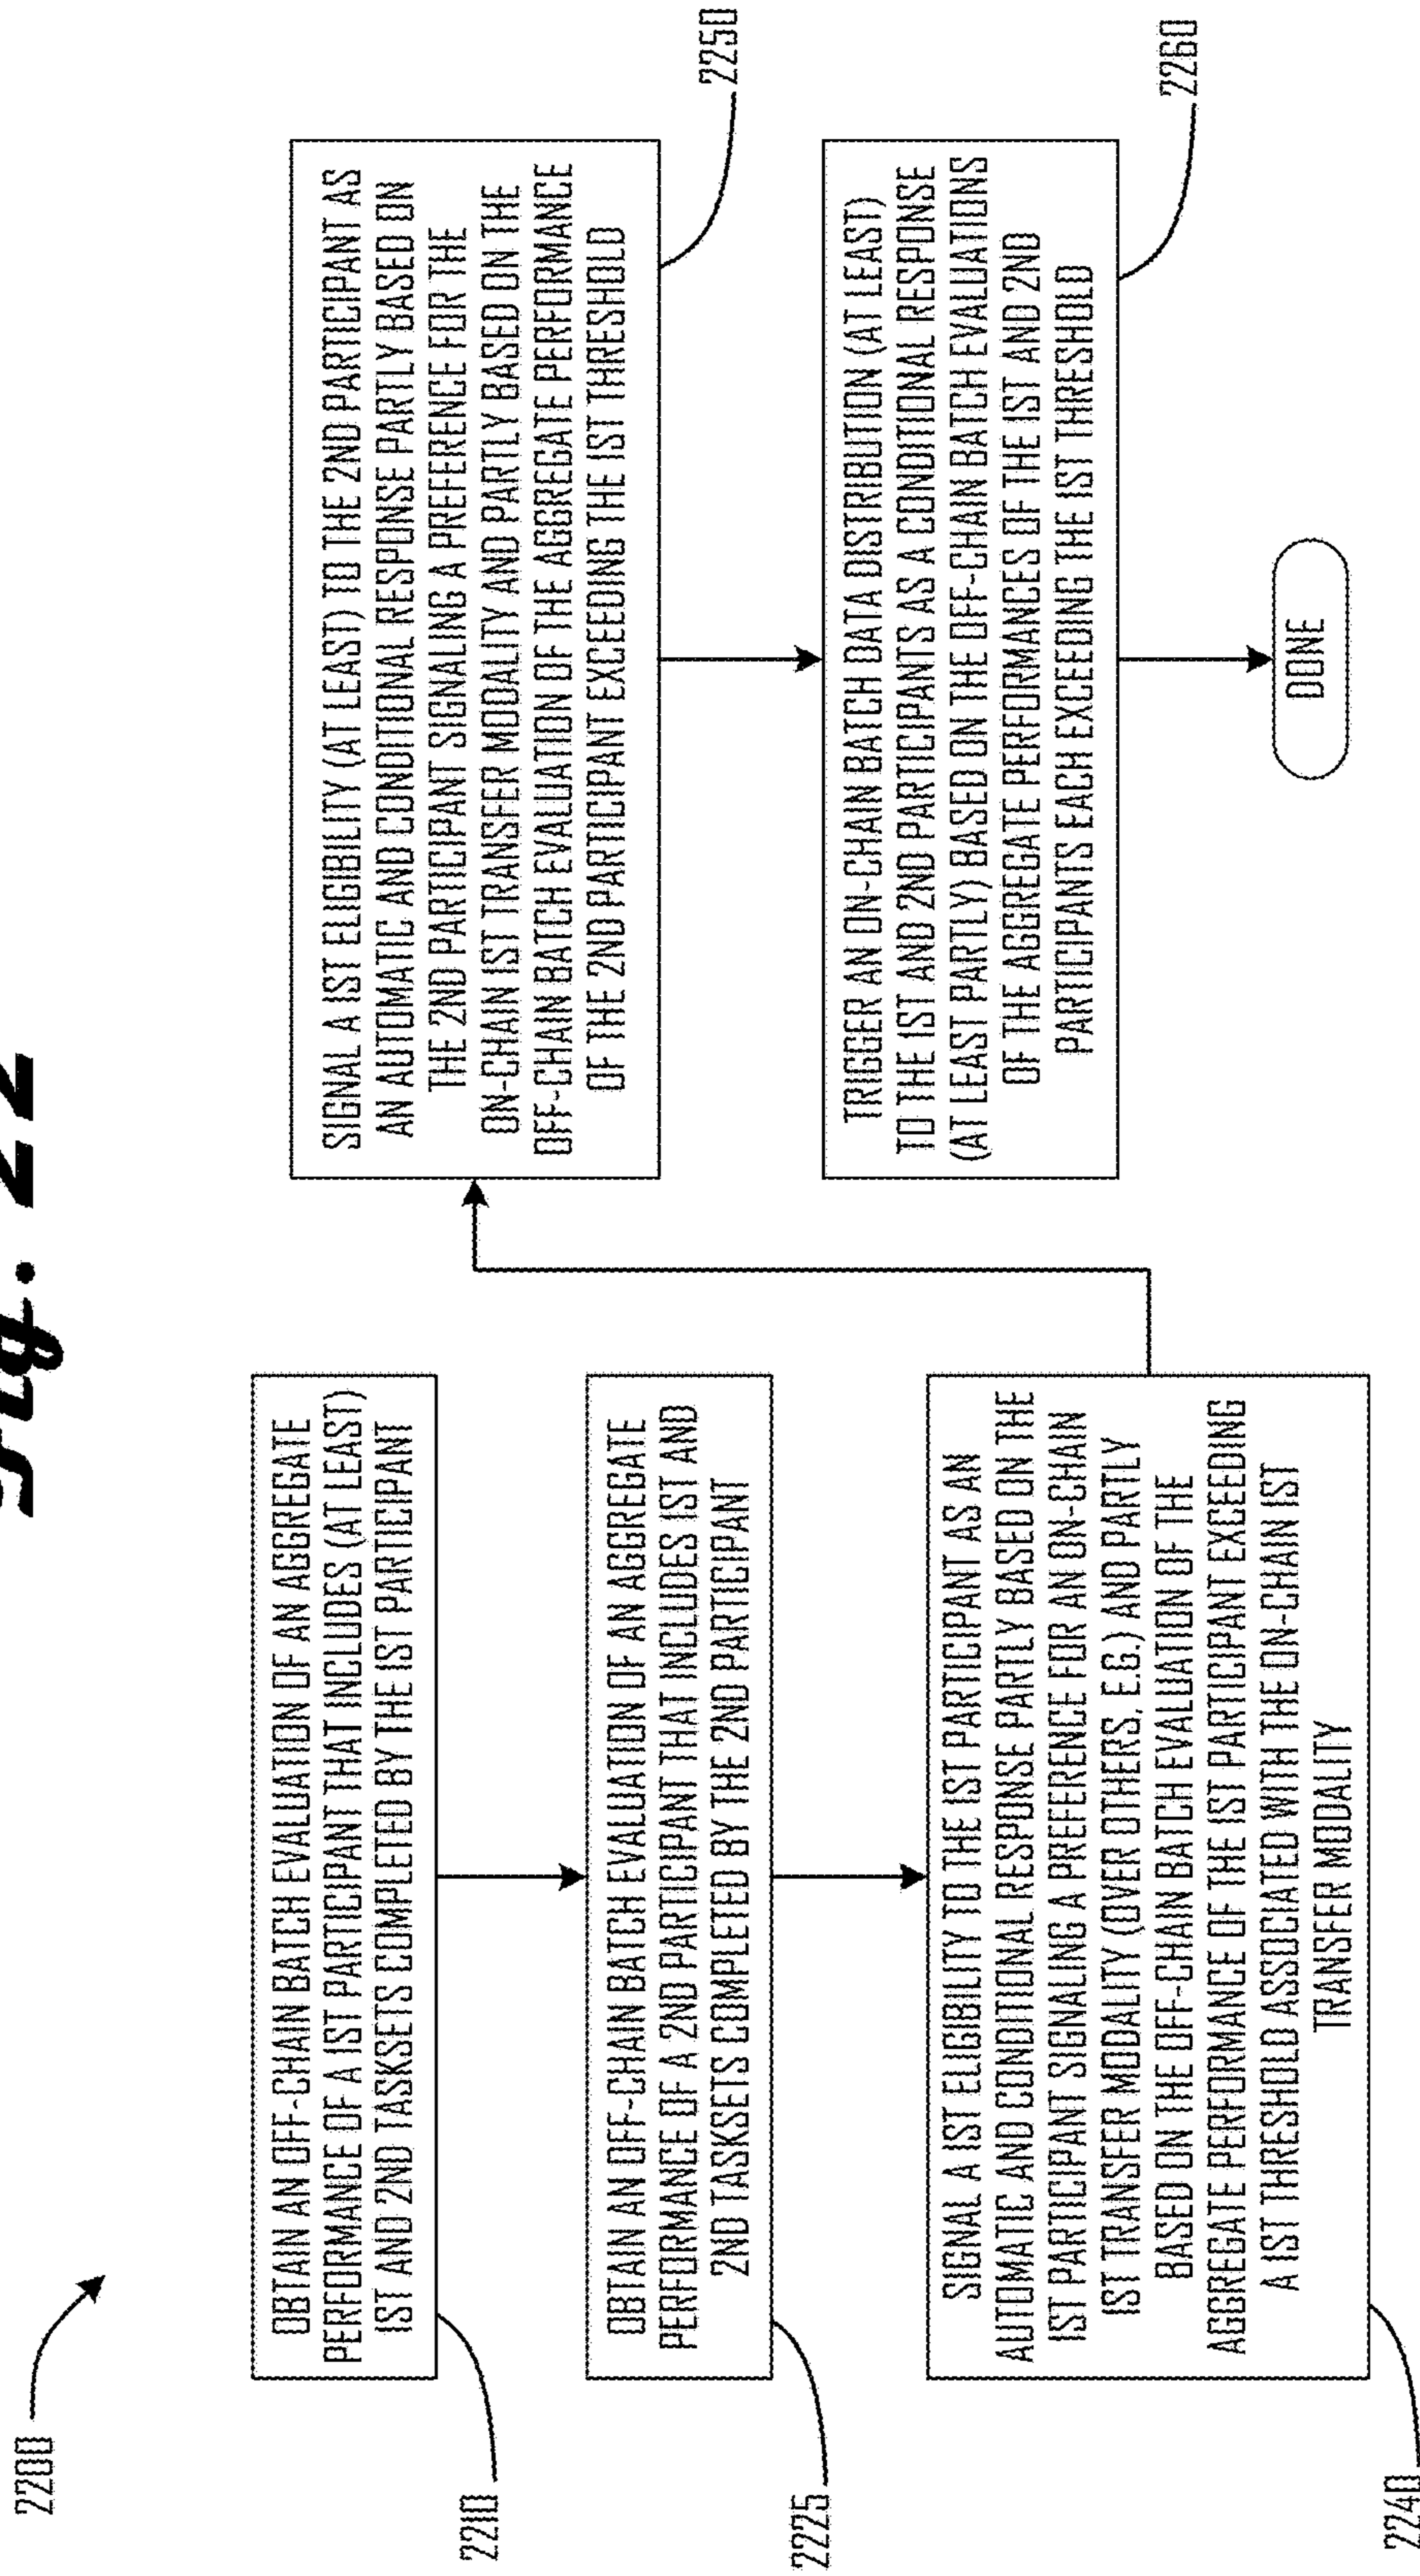 Fig. 22
2200
OBTAIN AN OFF-CHAIN BATCH EVALUATION OF AN AGGREGATE
PERFORMANCE OF A 1ST PARTICIPANT THAT INCLUDES (AT LEAST)
1ST AND 2ND TASKSETS COMPLETED BY THE 1ST PARTICIPANT
2210
OBTAIN AN OFF-CHAIN BATCH EVALUATION OF AN AGGREGATE
PERFORMANCE OF A 2ND PARTICIPANT THAT INCLUDES 1ST AND
2ND TASKSETS COMPLETED BY THE 2ND PARTICIPANT
2225
SIGNAL A 1ST ELIGIBILITY TO THE 1ST PARTICIPANT AS AN
AUTOMATIC AND CONDITIONAL RESPONSE PARTLY BASED ON THE
1ST PARTICIPANT SIGNALING A PREFERENCE FOR AN ON-CHAIN
1ST TRANSFER MODALITY (OVER OTHERS, E.G.) AND PARTLY
BASED ON THE OFF-CHAIN BATCH EVALUATION OF THE
AGGREGATE PERFORMANCE OF THE 1ST PARTICIPANT EXCEEDING
A 1ST THRESHOLD ASSOCIATED WITH THE ON-CHAIN 1ST
TRANSFER MODALITY
2240
SIGNAL A 1ST ELIGIBILITY (AT LEAST) TO THE 2ND PARTICIPANT AS
AN AUTOMATIC AND CONDITIONAL RESPONSE PARTLY BASED ON
THE 2ND PARTICIPANT SIGNALING A PREFERENCE FOR THE
ON-CHAIN 1ST TRANSFER MODALITY AND PARTLY BASED ON THE
OFF-CHAIN BATCH EVALUATION OF THE AGGREGATE PERFORMANCE
OF THE 2ND PARTICIPANT EXCEEDING THE 1ST THRESHOLD
2250
TRIGGER AN ON-CHAIN BATCH DATA DISTRIBUTION (AT LEAST)
TO THE 1ST AND 2ND PARTICIPANTS AS A CONDITIONAL RESPONSE
(AT LEAST PARTLY) BASED ON THE OFF-CHAIN BATCH EVALUATIONS
OF THE AGGREGATE PERFORMANCES OF THE 1ST AND 2ND
PARTICIPANTS EACH EXCEEDING THE 1ST THRESHOLD
2260
DONE